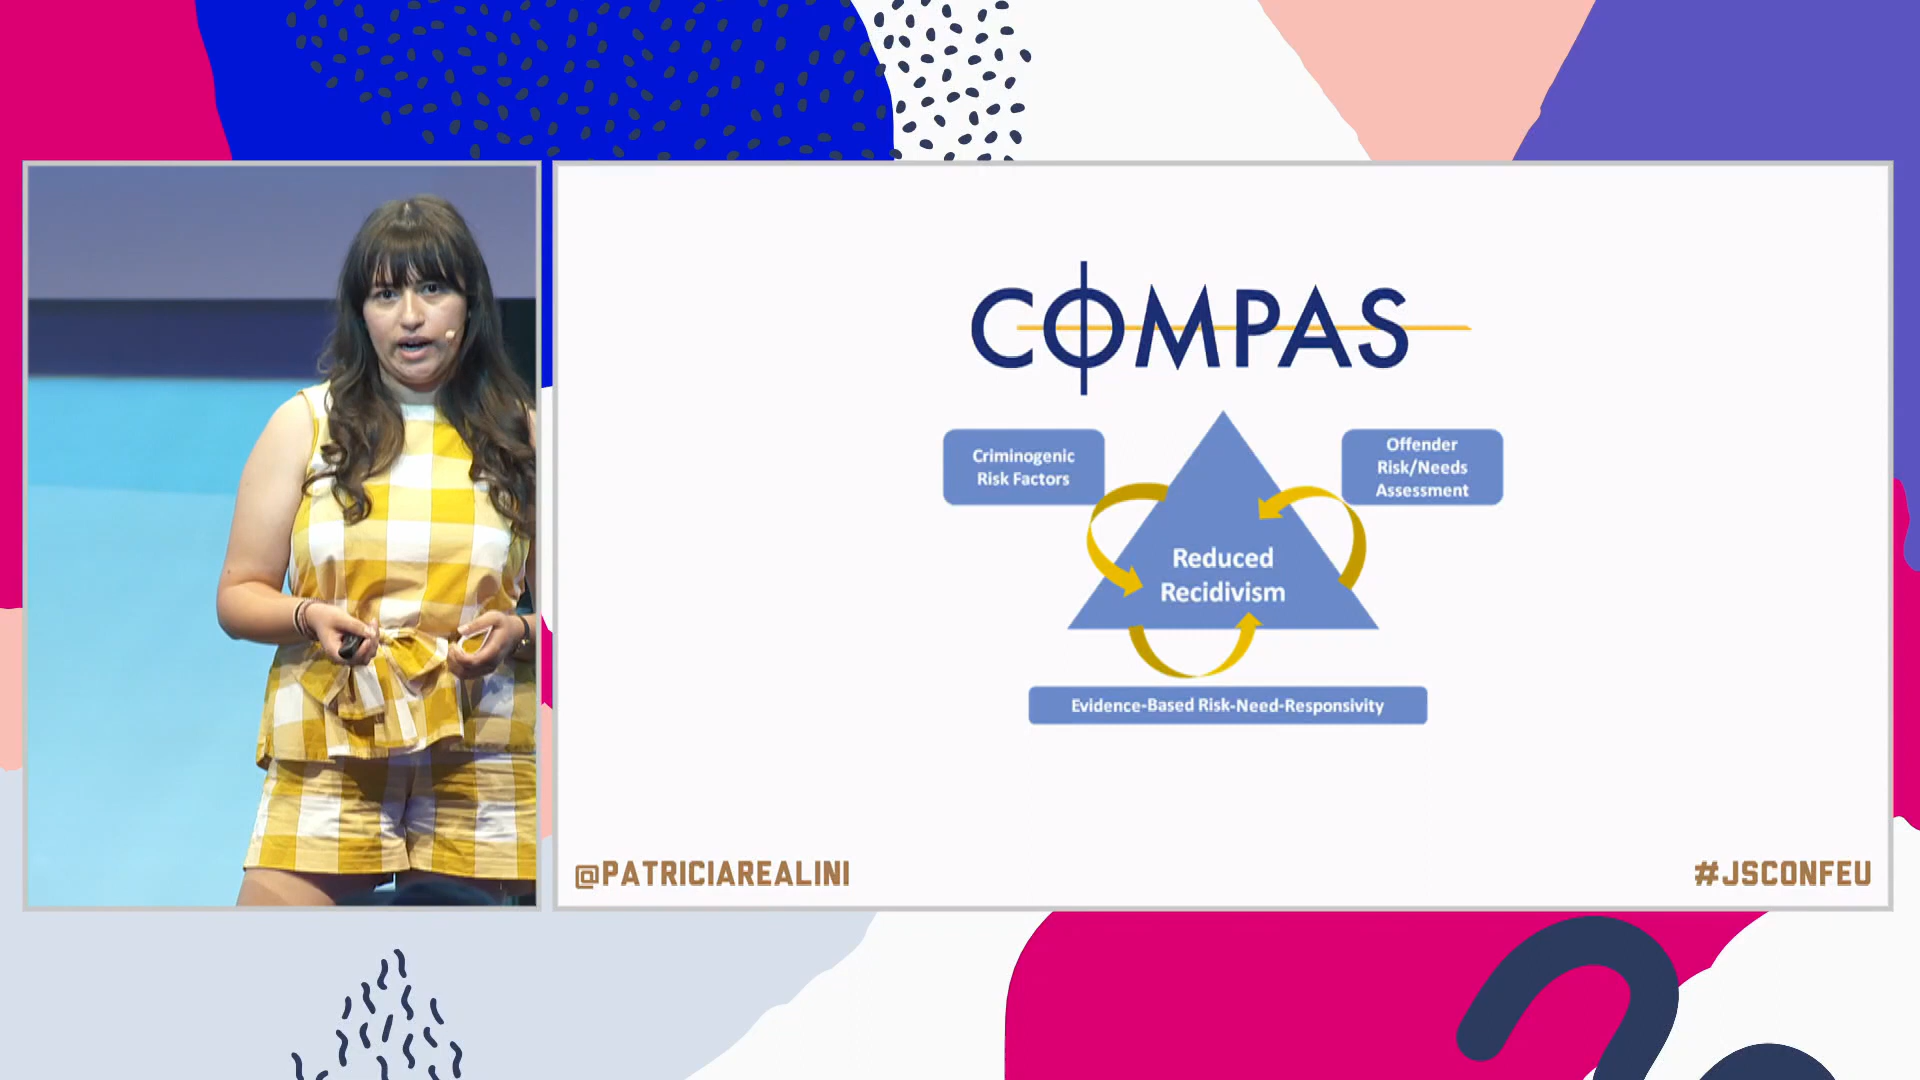 COMPAS
Criminogenic
Risk Factors
Offender
Risk/Needs
Assessment
Reduced
Recidivism
Evidence-Based Risk-Need-Responsivity
@PATRICIAREALINI
#JSCONFEU